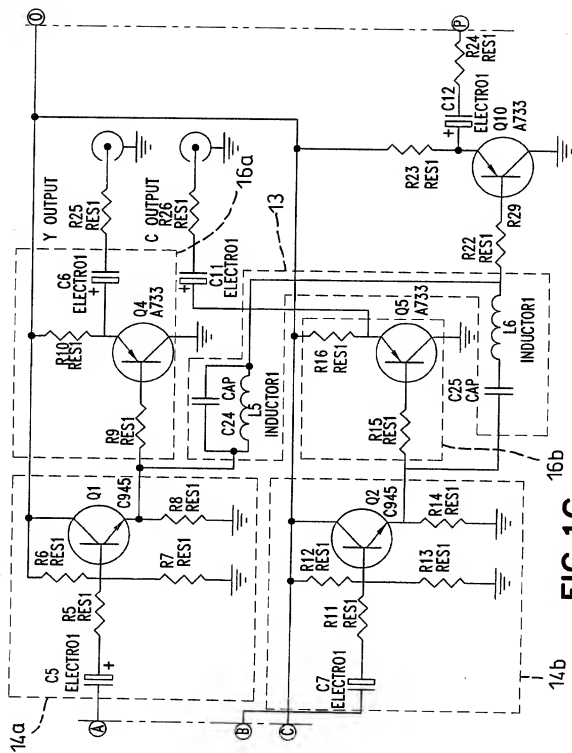 O
14a
C5
ELECTRO1
+
A
R5
RES1
R6
RES1
Q1
C945
R7
RES1
R8
RES1
R9
RES1
R10
RES1
Q4
A733
C6
ELECTRO1
+
Y OUTPUT
R25
RES1
C OUTPUT
R26
RES1
16a
C11
ELECTRO1
+
13
C24
CAP
L5
INDUCTOR1
14b
B
C
C7
ELECTRO1
R11
RES1
R12
RES1
Q2
C945
R13
RES1
R14
RES1
R15
RES1
R16
RES1
Q5
A733
16b
C25
CAP
L6
INDUCTOR1
R22
RES1
R29
R23
RES1
Q10
A733
C12
ELECTRO1
+
R24
RES1
P
FIG.1C